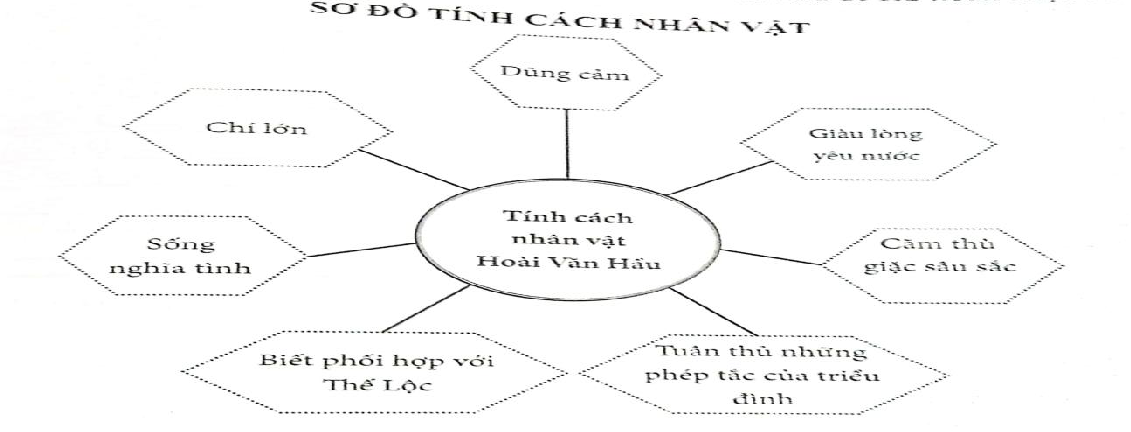 SƠ ĐỒ TÍNH CÁCH NHÂN VẬT
Dũng cảm
Chí lớn
Giàu lòng
yêu nước
Tính cách
nhân vật
Hoài Văn Hầu
Sống
nghĩa tình
Căm thù
giặc sâu sắc
Biết phối hợp với
Thế Lộc
Tuân thủ những
phép tắc của triều
đình